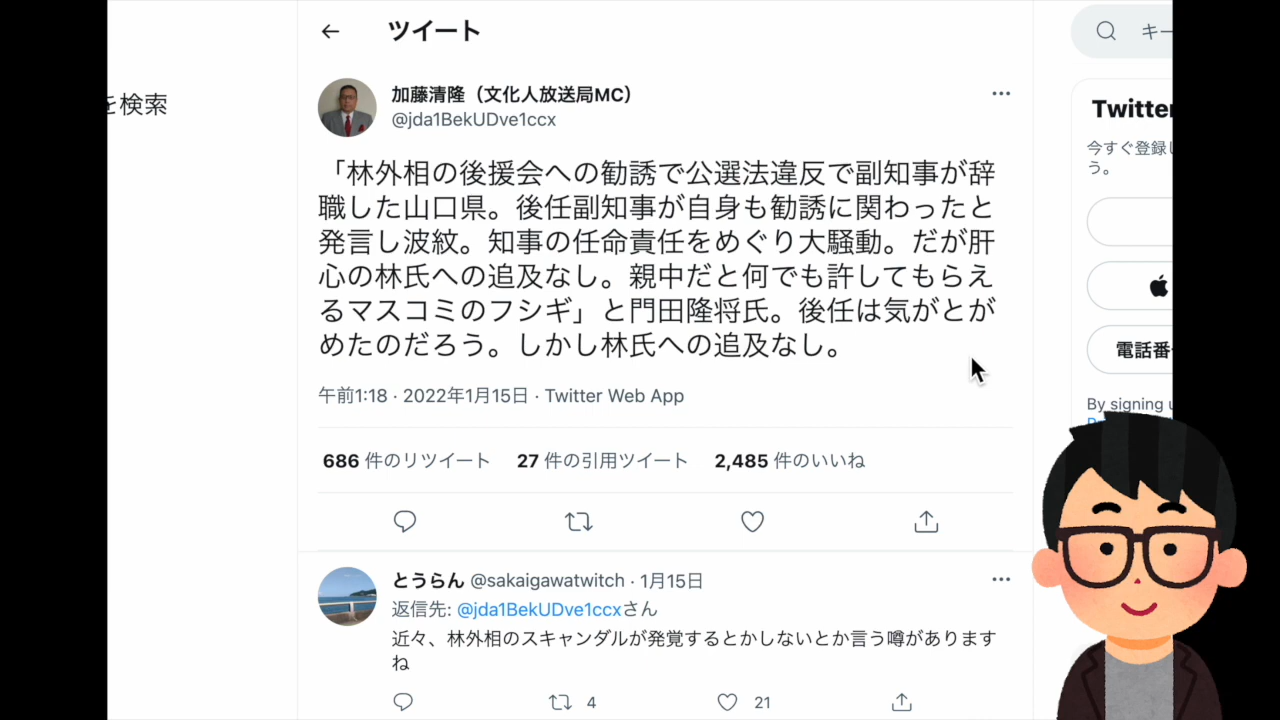 ツイート
を検索
キー
加藤清隆（文化人放送局MC）
@jda1BekUDve1ccx
「林外相の後援会への勧誘で公選法違反で副知事が辞
職した山口県。後任副知事が自身も勧誘に関わったと
発言し波紋。知事の任命責任をめぐり大騒動。だが肝
心の林氏への追及なし。親中だと何でも許してもらえ
るマスコミのフシギ」と門田隆将氏。後任は気がとが
めたのだろう。しかし林氏への追及なし。
午前1:18 · 2022年1月15日 · Twitter Web App
686 件のリツイート 27 件の引用ツイート 2,485 件のいいね
とうらん @sakaigawatwitch · 1月15日
返信先: @jda1BekUDve1ccxさん
近々、林外相のスキャンダルが発覚するとかしないとか言う噂があります
ね
4
21
Twitter
今すぐ登録し
う。
電話番
By signing u